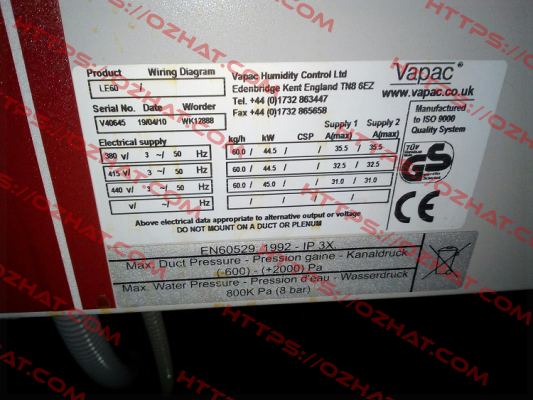 Product Wiring Diagram
LE60
Serial No. Date Worder
V40645 19/04/10 WK12888
Electrical supply
380 v/ 3 ~/ 50 Hz
415 v/ 3 ~/ 50 Hz
440 v/ 3 ~/ 50 Hz
v/ ~/ Hz
Vapac Humidity Control Ltd
Edenbridge Kent England TN8 6EZ
Tel. +44 (0)1732 863447
Fax +44 (0)1732 865658
Supply 1 Supply 2
kg/h kW CSP A(max) A(max)
60.0 / 44.5 / / 35.5 / 35.5
60.0 / 44.5 / / 32.5 / 32.5
60.0 / 45.0 / / 31.0 / 31.0
/ / / /
Above electrical data appropriate to alternative output or voltage
DO NOT MOUNT ON A DUCT OR PLENUM
Vapac®
www.vapac.co.uk
Manufactured
to ISO 9000
Quality System
TÜV
GS
CE
EN60529 1992 - IP 3X
Max. Duct Pressure - Pression gaine - Kanaldruck
(-600) - (+2000) Pa
Max. Water Pressure - Pression d'eau - Wasserdruck
800K Pa (8 bar)
HTTPS://OZHAT.COM